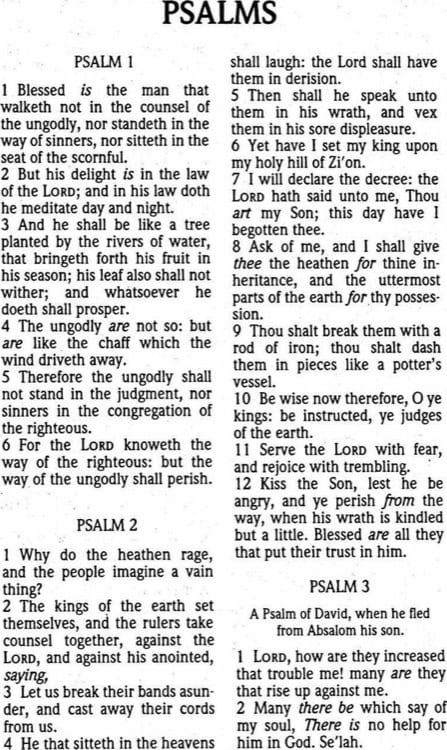 PSALMS
PSALM 1
1 Blessed is the man that
walketh not in the counsel of
the ungodly, nor standeth in the
way of sinners, nor sitteth in the
seat of the scornful.
2 But his delight is in the law
of the LORD; and in his law doth
he meditate day and night.
3 And he shall be like a tree
planted by the rivers of water,
that bringeth forth his fruit in
his season; his leaf also shall not
wither; and whatsoever he
doeth shall prosper.
4 The ungodly are not so: but
are like the chaff which the
wind driveth away.
5 Therefore the ungodly shall
not stand in the judgment, nor
sinners in the congregation of
the righteous.
6 For the LORD knoweth the
way of the righteous: but the
way of the ungodly shall perish.
PSALM 2
1 Why do the heathen rage,
and the people imagine a vain
thing?
2 The kings of the earth set
themselves, and the rulers take
counsel together, against the
LORD, and against his anointed,
saying,
3 Let us break their bands asun-
der, and cast away their cords
from us.
4 He that sitteth in the heavens
shall laugh: the Lord shall have
them in derision.
5 Then shall he speak unto
them in his wrath, and vex
them in his sore displeasure.
6 Yet have I set my king upon
my holy hill of Zi'on.
7 I will declare the decree: the
LORD hath said unto me, Thou
art my Son; this day have I
begotten thee.
8 Ask of me, and I shall give
thee the heathen for thine in-
heritance, and the uttermost
parts of the earth for thy posses-
sion.
9 Thou shalt break them with a
rod of iron; thou shalt dash
them in pieces like a potter's
vessel.
10 Be wise now therefore, O ye
kings: be instructed, ye judges
of the earth.
11 Serve the LORD with fear,
and rejoice with trembling.
12 Kiss the Son, lest he be
angry, and ye perish from the
way, when his wrath is kindled
but a little. Blessed are all they
that put their trust in him.
PSALM 3
A Psalm of David, when he fled
from Absalom his son.
1 LORD, how are they increased
that trouble me! many are they
that rise up against me.
2 Many there be which say of
my soul, There is no help for
him in God. Se'lah.